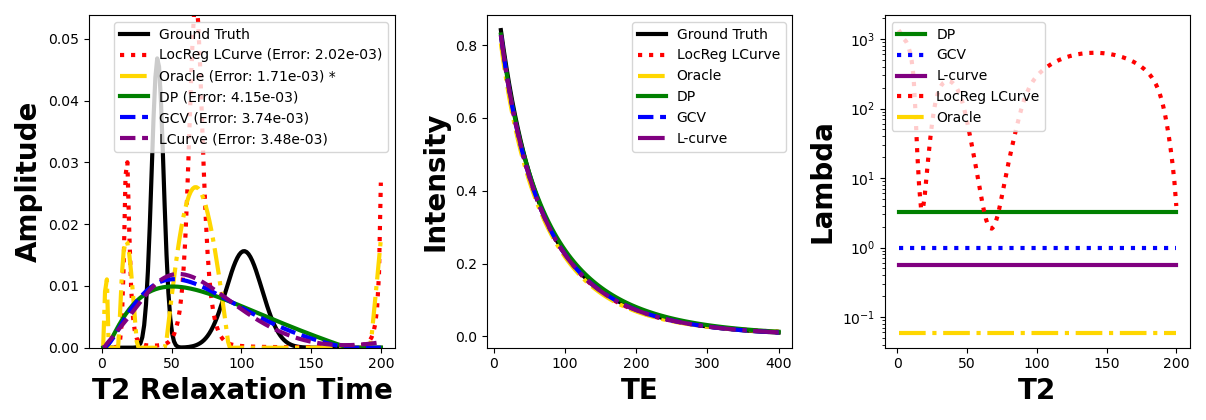 Amplitude
0.05
0.04
0.03
0.02
0.01
0.00
0
50
100
150
200
T2 Relaxation Time
Ground Truth
LocReg LCurve (Error: 2.02e-03)
Oracle (Error: 1.71e-03) *
DP (Error: 4.15e-03)
GCV (Error: 3.74e-03)
LCurve (Error: 3.48e-03)
Intensity
0.8
0.6
0.4
0.2
0.0
0
100
200
300
400
TE
Ground Truth
LocReg LCurve
Oracle
DP
GCV
L-curve
Lambda
10³
10²
10¹
10⁰
10⁻¹
0
50
100
150
200
T2
DP
GCV
L-curve
LocReg LCurve
Oracle